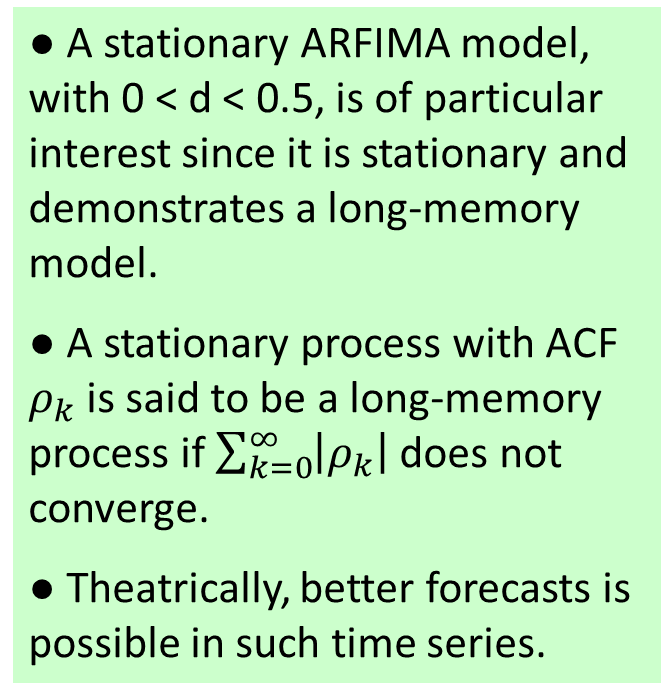 ● A stationary ARFIMA model,
with 0 < d < 0.5, is of particular
interest since it is stationary and
demonstrates a long-memory
model.
● A stationary process with ACF
𝜌𝑘 is said to be a long-memory
process if ∑_{𝑘=0}^{∞}|𝜌𝑘| does not
converge.
● Theatrically, better forecasts is
possible in such time series.